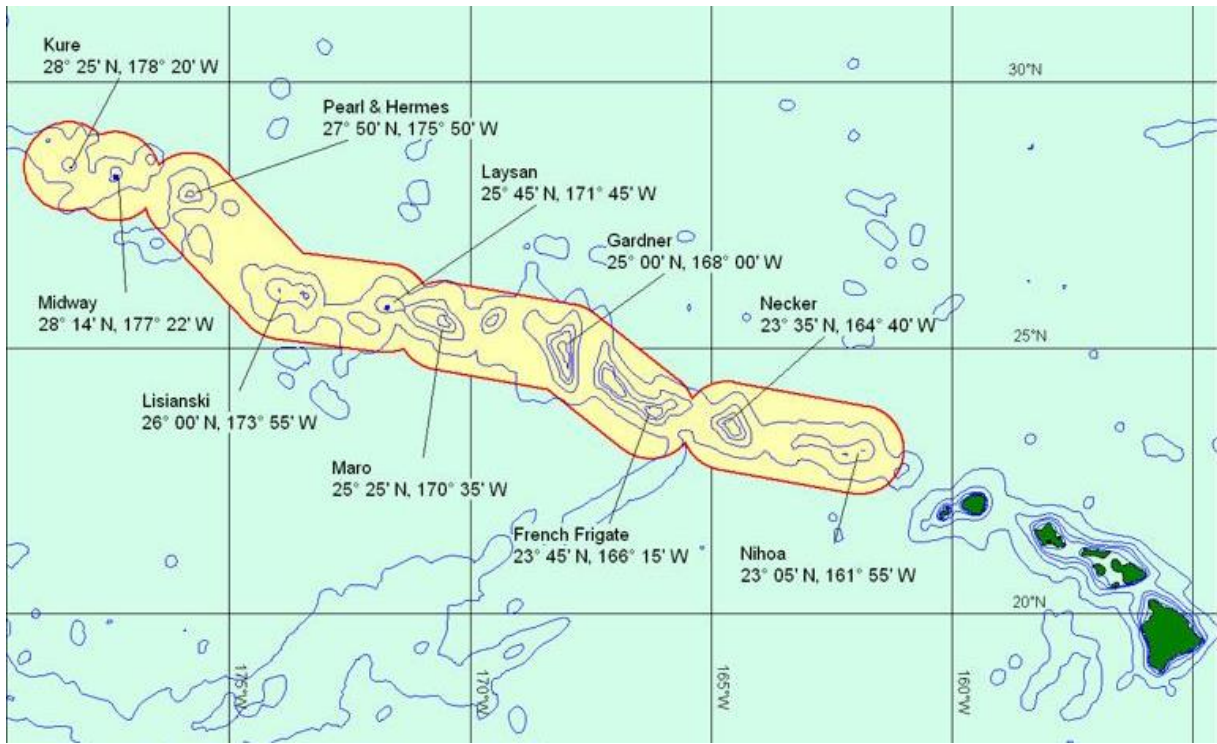 Kure
28° 25' N, 178° 20' W
30°N
Pearl & Hermes
27° 50' N, 175° 50' W
Laysan
25° 45' N, 171° 45' W
Gardner
25° 00' N, 168° 00' W
Midway
28° 14' N, 177° 22' W
Necker
23° 35' N, 164° 40' W
25°N
Lisianski
26° 00' N, 173° 55' W
Maro
25° 25' N, 170° 35' W
French Frigate
23° 45' N, 166° 15' W
Nihoa
23° 05' N, 161° 55' W
20°N
175°W
170°W
165°W
160°W